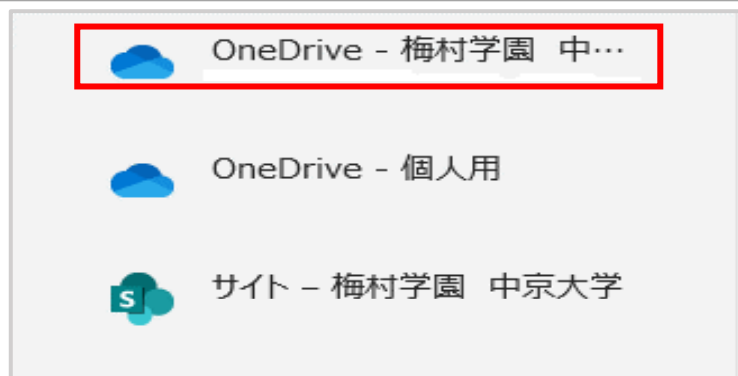 OneDrive - 梅村学園　中…
OneDrive - 個人用
S
サイト – 梅村学園　中京大学